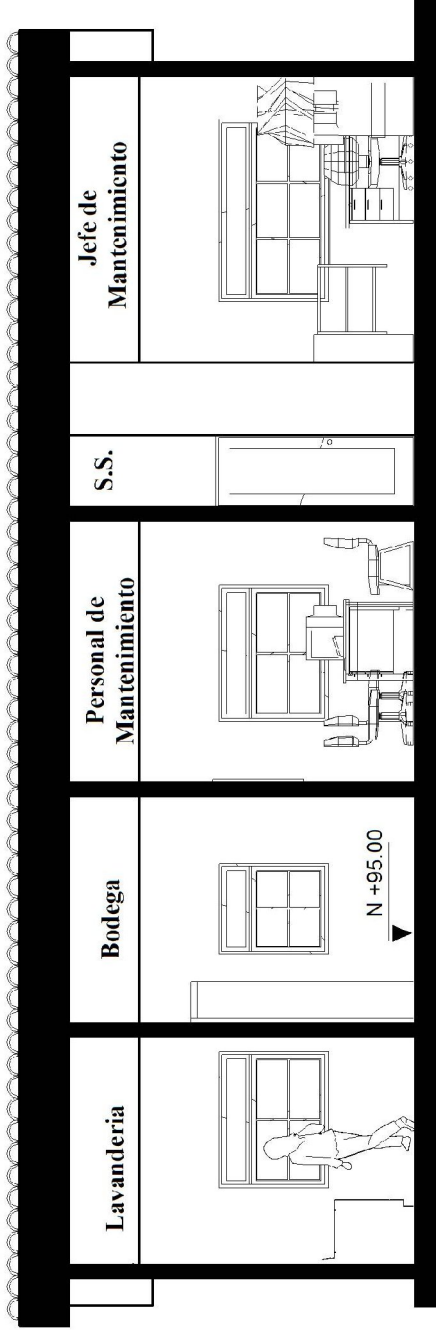 Lavanderia
Bodega
N +95.00
Personal de
Mantenimiento
S.S.
Jefe de
Mantenimiento